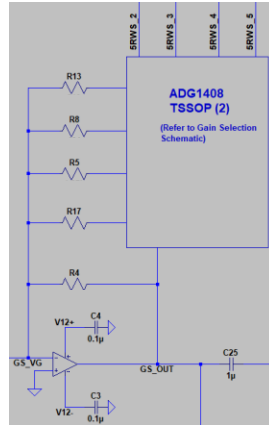 5RWS_2
5RWS_3
5RWS_4
5RWS_5
R13
ADG1408
TSSOP (2)
(Refer to Gain Selection
Schematic)
R8
R5
R17
R4
C4
V12+
0.1µ
GS_VG
C25
GS_OUT
1µ
C3
V12-
0.1µ